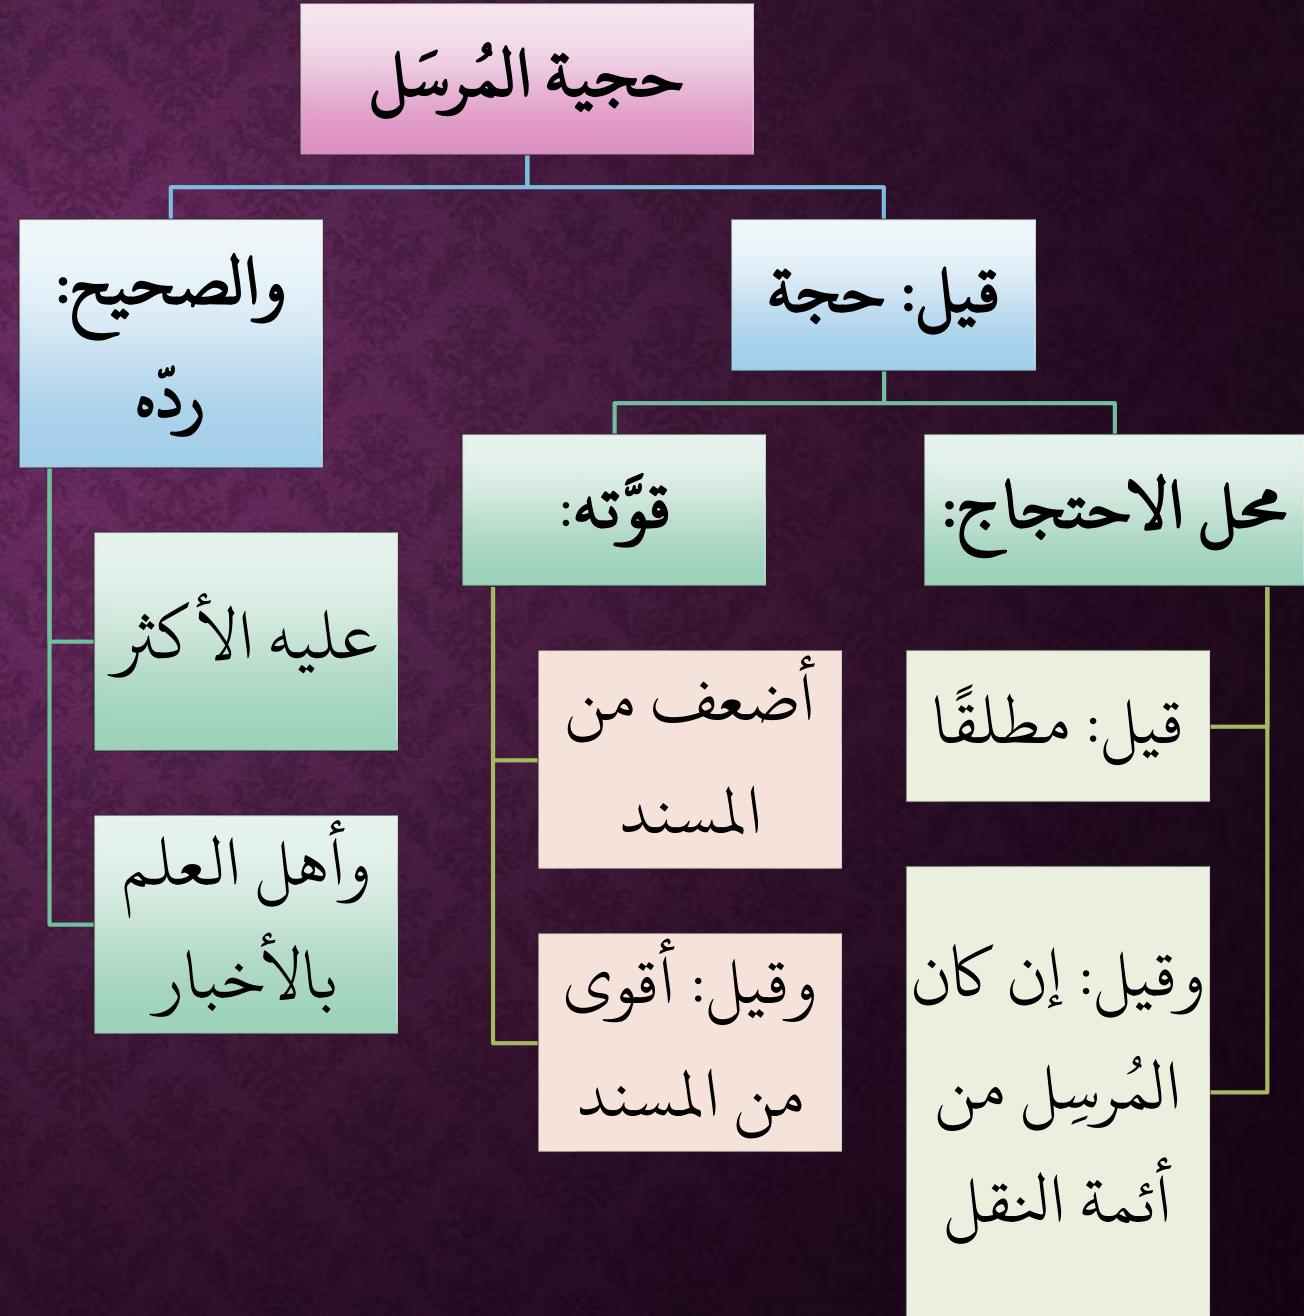 حجية المُرسَل
قيل: حجة
محل الاحتجاج:
قيل: مطلقًا
وقيل: إن كان
المُرسِل من
أئمة النقل
قوَّته:
أضعف من
المسند
وقيل: أقوى
من المسند
والصحيح:
ردّه
عليه الأكثر
وأهل العلم
بالأخبار